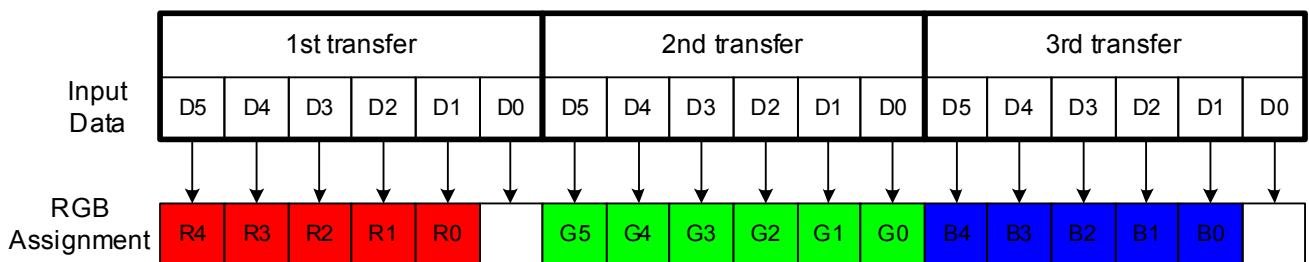 1st transfer 2nd transfer 3rd transfer
Input Data D5 D4 D3 D2 D1 D0 D5 D4 D3 D2 D1 D0 D5 D4 D3 D2 D1 D0
RGB Assignment R4 R3 R2 R1 R0 G5 G4 G3 G2 G1 G0 B4 B3 B2 B1 B0